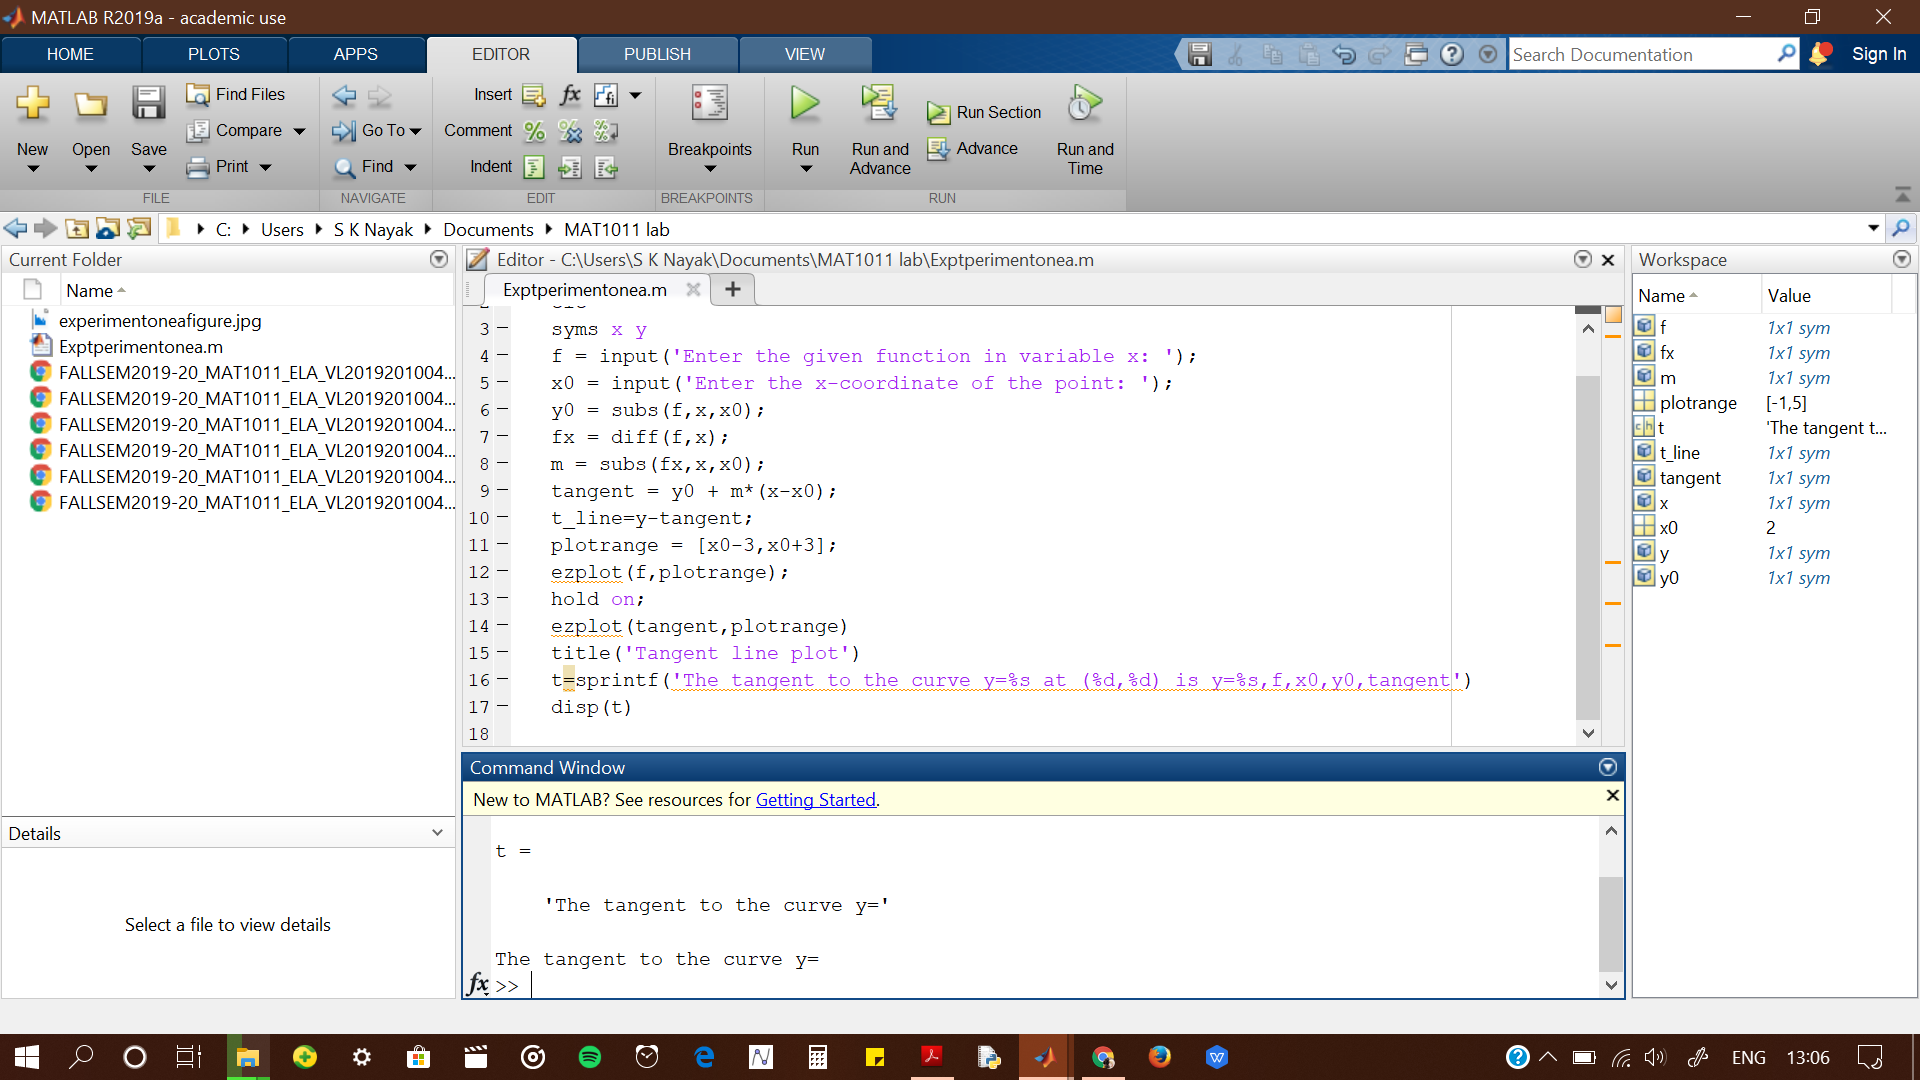 MATLAB R2019a - academic use
HOME PLOTS APPS EDITOR PUBLISH VIEW
Search Documentation
Sign In
New
Open
Save
Find Files
Compare
Print
FILE
Go To
Find
NAVIGATE
Insert
Comment
Indent
fx
fi
EDIT
Breakpoints
BREAKPOINTS
Run
Run and
Advance
Run Section
Advance
Run and
Time
RUN
C: Users S K Nayak Documents MAT1011 lab
Current Folder
Name
experimentoneafigure.jpg
Exptperimentonea.m
FALLSEM2019-20_MAT1011_ELA_VL2019201004...
FALLSEM2019-20_MAT1011_ELA_VL2019201004...
FALLSEM2019-20_MAT1011_ELA_VL2019201004...
FALLSEM2019-20_MAT1011_ELA_VL2019201004...
FALLSEM2019-20_MAT1011_ELA_VL2019201004...
FALLSEM2019-20_MAT1011_ELA_VL2019201004...
Details
Select a file to view details
Editor - C:\Users\S K Nayak\Documents\MAT1011 lab\Exptperimentonea.m
Exptperimentonea.m
3 syms x y
4 f = input('Enter the given function in variable x: ');
5 x0 = input('Enter the x-coordinate of the point: ');
6 y0 = subs(f,x,x0);
7 fx = diff(f,x);
8 m = subs(fx,x,x0);
9 tangent = y0 + m*(x-x0);
10 t_line=y-tangent;
11 plotrange = [x0-3,x0+3];
12 ezplot(f,plotrange);
13 hold on;
14 ezplot(tangent,plotrange)
15 title('Tangent line plot')
16 t=sprintf('The tangent to the curve y=%s at (%d,%d) is y=%s,f,x0,y0,tangent')
17 disp(t)
18
Command Window
New to MATLAB? See resources for Getting Started.
t =
'The tangent to the curve y='
The tangent to the curve y=
fx >>
Workspace
Name Value
f 1x1 sym
fx 1x1 sym
m 1x1 sym
plotrange [-1,5]
t 'The tangent t...
t_line 1x1 sym
tangent 1x1 sym
x 1x1 sym
x0 2
y 1x1 sym
y0 1x1 sym
ENG 13:06